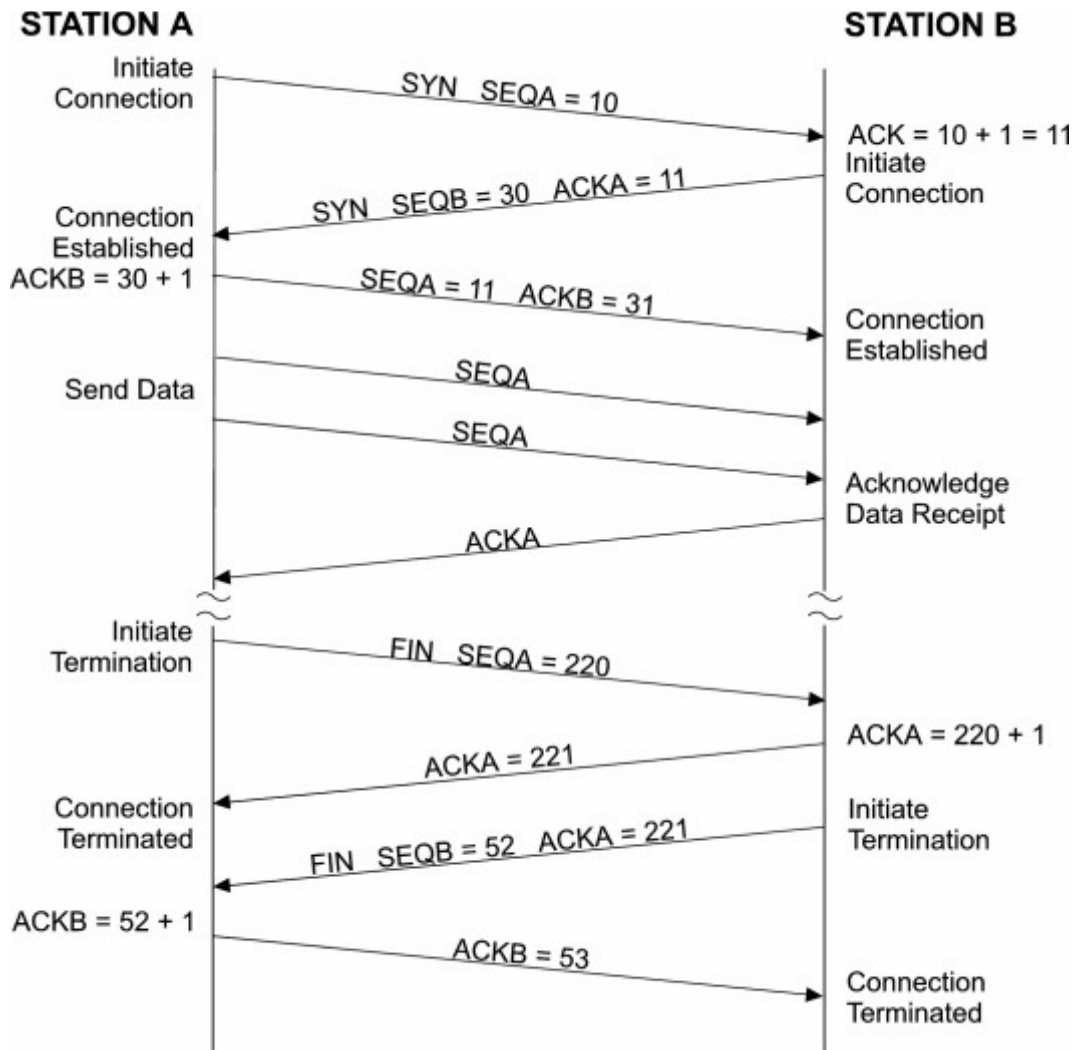 STATION A
STATION B
Initiate
Connection
SYN SEQA = 10
ACK = 10 + 1 = 11
Initiate
Connection
SYN SEQB = 30 ACKA = 11
Connection
Established
ACKB = 30 + 1
SEQA = 11 ACKB = 31
Connection
Established
SEQA
Send Data
SEQA
Acknowledge
Data Receipt
ACKA
Initiate
Termination
FIN SEQA = 220
ACKA = 220 + 1
ACKA = 221
Connection
Terminated
Initiate
Termination
FIN SEQB = 52 ACKA = 221
ACKB = 52 + 1
ACKB = 53
Connection
Terminated